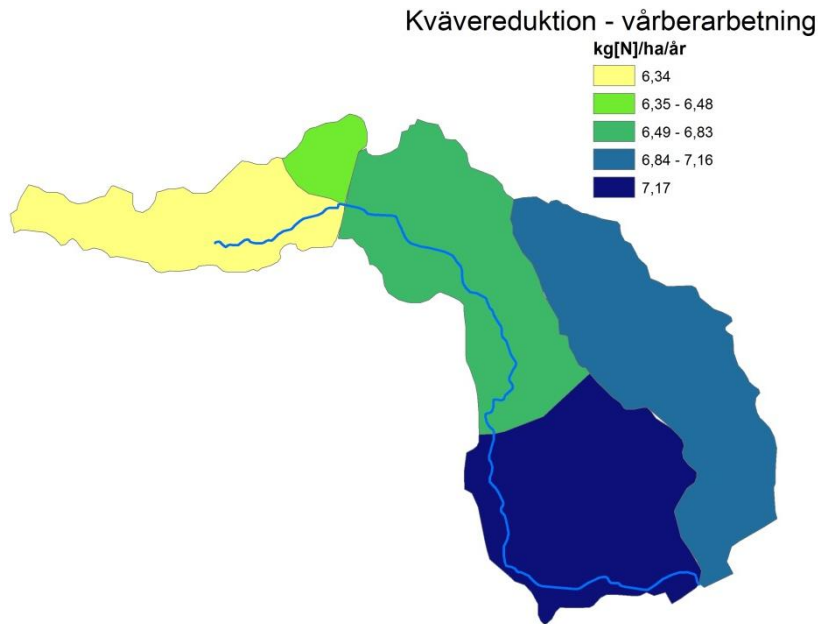 Kvävereduktion - vårberarbetning
kg[N]/ha/år
6,34
6,35 - 6,48
6,49 - 6,83
6,84 - 7,16
7,17